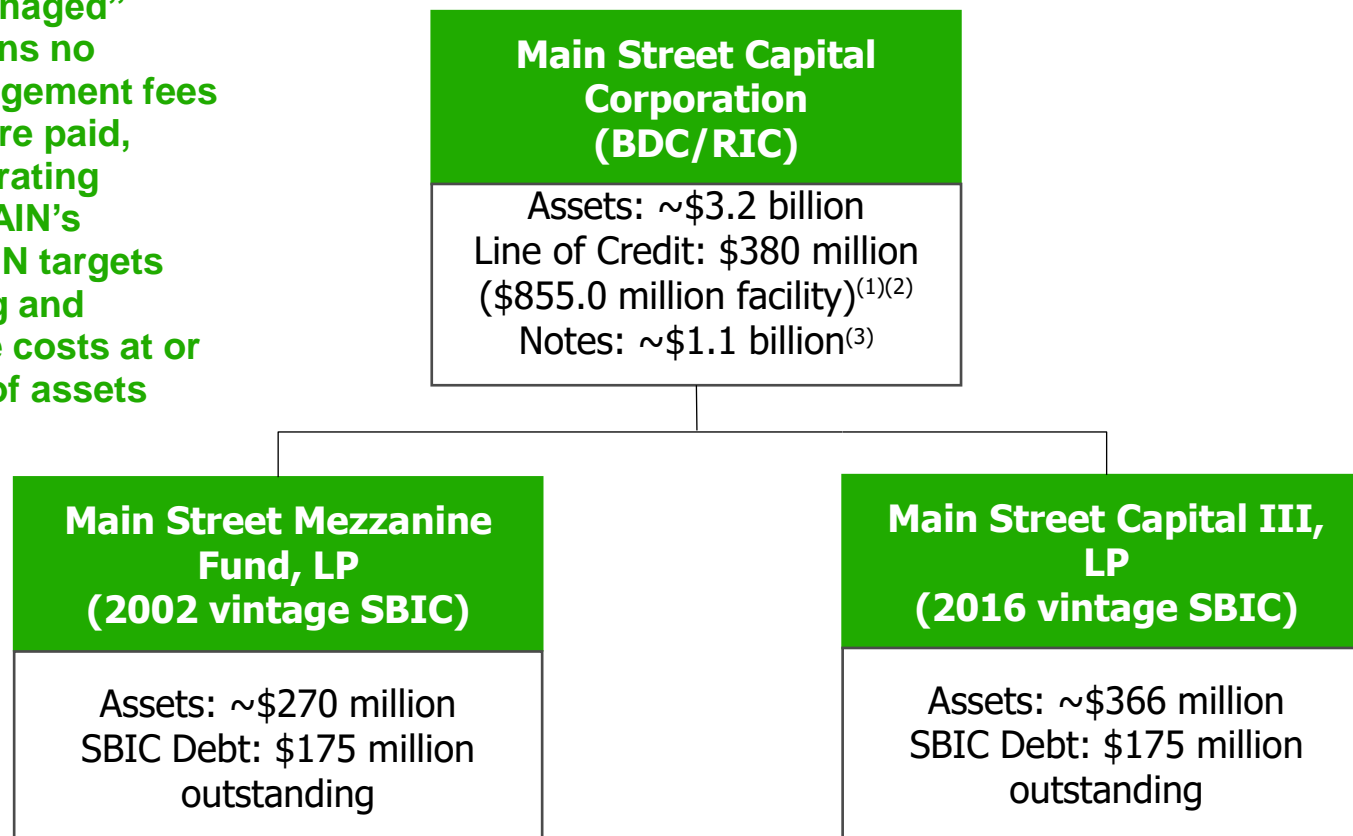 naged”
ns no
agement fees
re paid,
rating
AIN’s
N targets
g and
e costs at or
of assets
Main Street Capital
Corporation
(BDC/RIC)
Assets: ~$3.2 billion
Line of Credit: $380 million
($855.0 million facility)(1)(2)
Notes: ~$1.1 billion(3)
Main Street Mezzanine
Fund, LP
(2002 vintage SBIC)
Assets: ~$270 million
SBIC Debt: $175 million
outstanding
Main Street Capital III,
LP
(2016 vintage SBIC)
Assets: ~$366 million
SBIC Debt: $175 million
outstanding